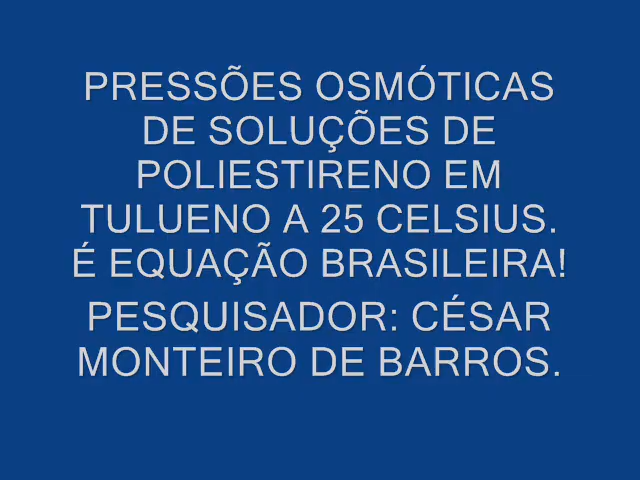 PRESSÕES OSMÓTICAS
DE SOLUÇÕES DE
POLIESTIRENO EM
TULUENO A 25 CELSIUS.
É EQUAÇÃO BRASILEIRA!
PESQUISADOR: CÉSAR
MONTEIRO DE BARROS.